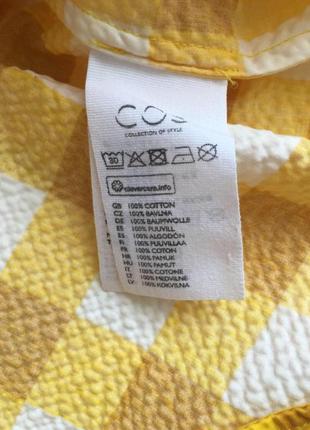 COS
COLLECTION OF STYLE
30
clevercare.info
GB 100% COTTON
CZ 100% BAVLNA
DE 100% BAUMWOLLE
EE 100% PUUVILL
ES 100% ALGODÓN
FI 100% PUUVILLAA
FR 100% COTON
HR 100% PAMUK
HU 100% PAMUT
IT 100% COTONE
LT 100% MEDVILNĖ
LV 100% KOKVILNA